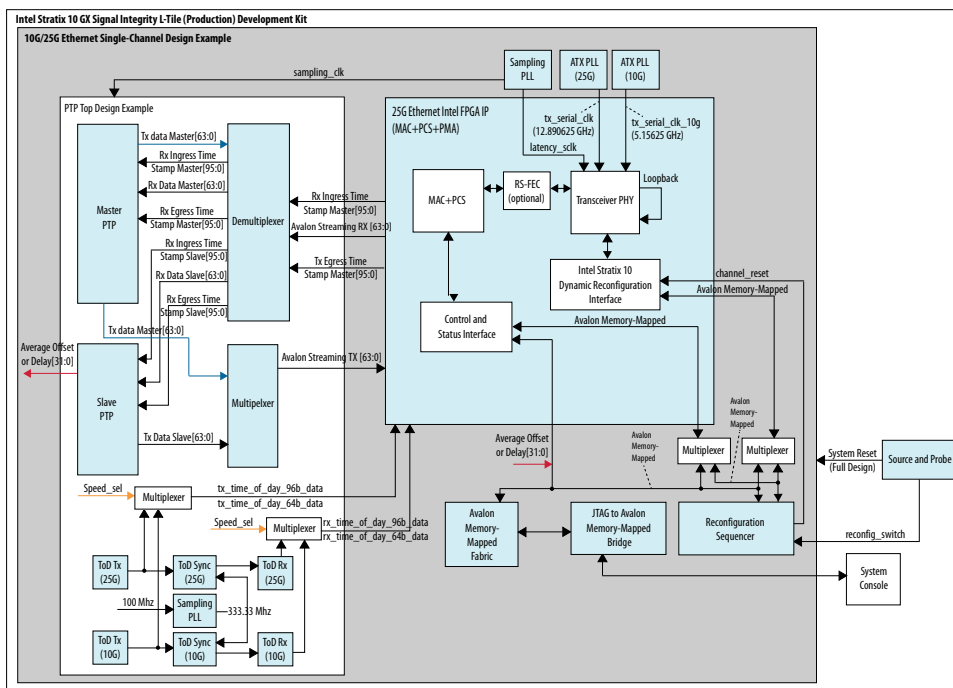 Intel Stratix 10 GX Signal Integrity L-Tile (Production) Development Kit
10G/25G Ethernet Single-Channel Design Example
sampling_clk
Sampling
PLL
ATX PLL
(25G)
ATX PLL
(10G)
PTP Top Design Example
25G Ethernet Intel FPGA IP
(MAC+PCS+PMA)
tx_serial_clk
(12.890625 GHz)
tx_serial_clk_10g
(5.15625 GHz)
latency_sclk
Tx data Master[63:0]
Rx Ingress Time
Stamp Master[95:0]
Rx Data Master[63:0]
Rx Egress Time
Stamp Master[95:0]
Rx Ingress Time
Stamp Slave[95:0]
Rx Data Slave[63:0]
Rx Egress Time
Stamp Slave[95:0]
Tx data Master[63:0]
Master
PTP
Demultiplexer
Rx Ingress Time
Stamp Master[95:0]
Avalon Streaming RX [63:0]
Tx Egress Time
Stamp Master[95:0]
MAC+PCS
RS-FEC
(optional)
Transceiver PHY
Loopback
Intel Stratix 10
Dynamic Reconfiguration
Interface
channel_reset
Avalon Memory-Mapped
Control and
Status Interface
Avalon Memory-Mapped
Average Offset
or Delay[31:0]
Slave
PTP
Multipelxer
Avalon Streaming TX [63:0]
Tx Data Slave[63:0]
Average Offset
or Delay[31:0]
Avalon
Memory-
Mapped
Avalon
Memory-
Mapped
Multiplexer
Multiplexer
System Reset
(Full Design)
Source and Probe
Speed_sel
Multiplexer
tx_time_of_day_96b_data
tx_time_of_day_64b_data
Speed_sel
Multiplexer
rx_time_of_day_96b_data
rx_time_of_day_64b_data
Avalon
Memory-
Mapped
Fabric
JTAG to Avalon
Memory-Mapped
Bridge
Reconfiguration
Sequencer
reconfig_switch
System
Console
ToD Tx
(25G)
ToD Sync
(25G)
ToD Rx
(25G)
100 Mhz
Sampling
PLL
333.33 Mhz
ToD Tx
(10G)
ToD Sync
(10G)
ToD Rx
(10G)